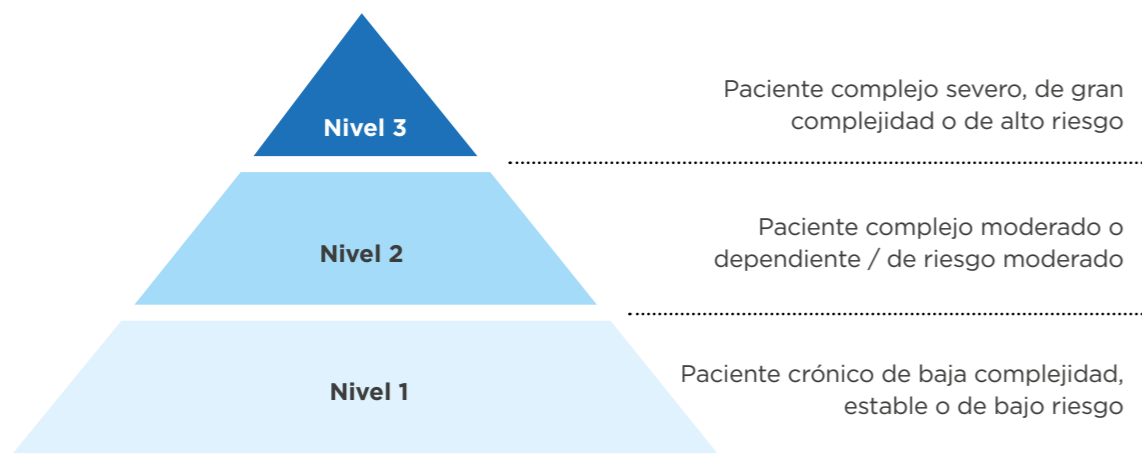 Nivel 3
Paciente complejo severo, de gran
complejidad o de alto riesgo
Nivel 2
Paciente complejo moderado o
dependiente / de riesgo moderado
Nivel 1
Paciente crónico de baja complejidad,
estable o de bajo riesgo